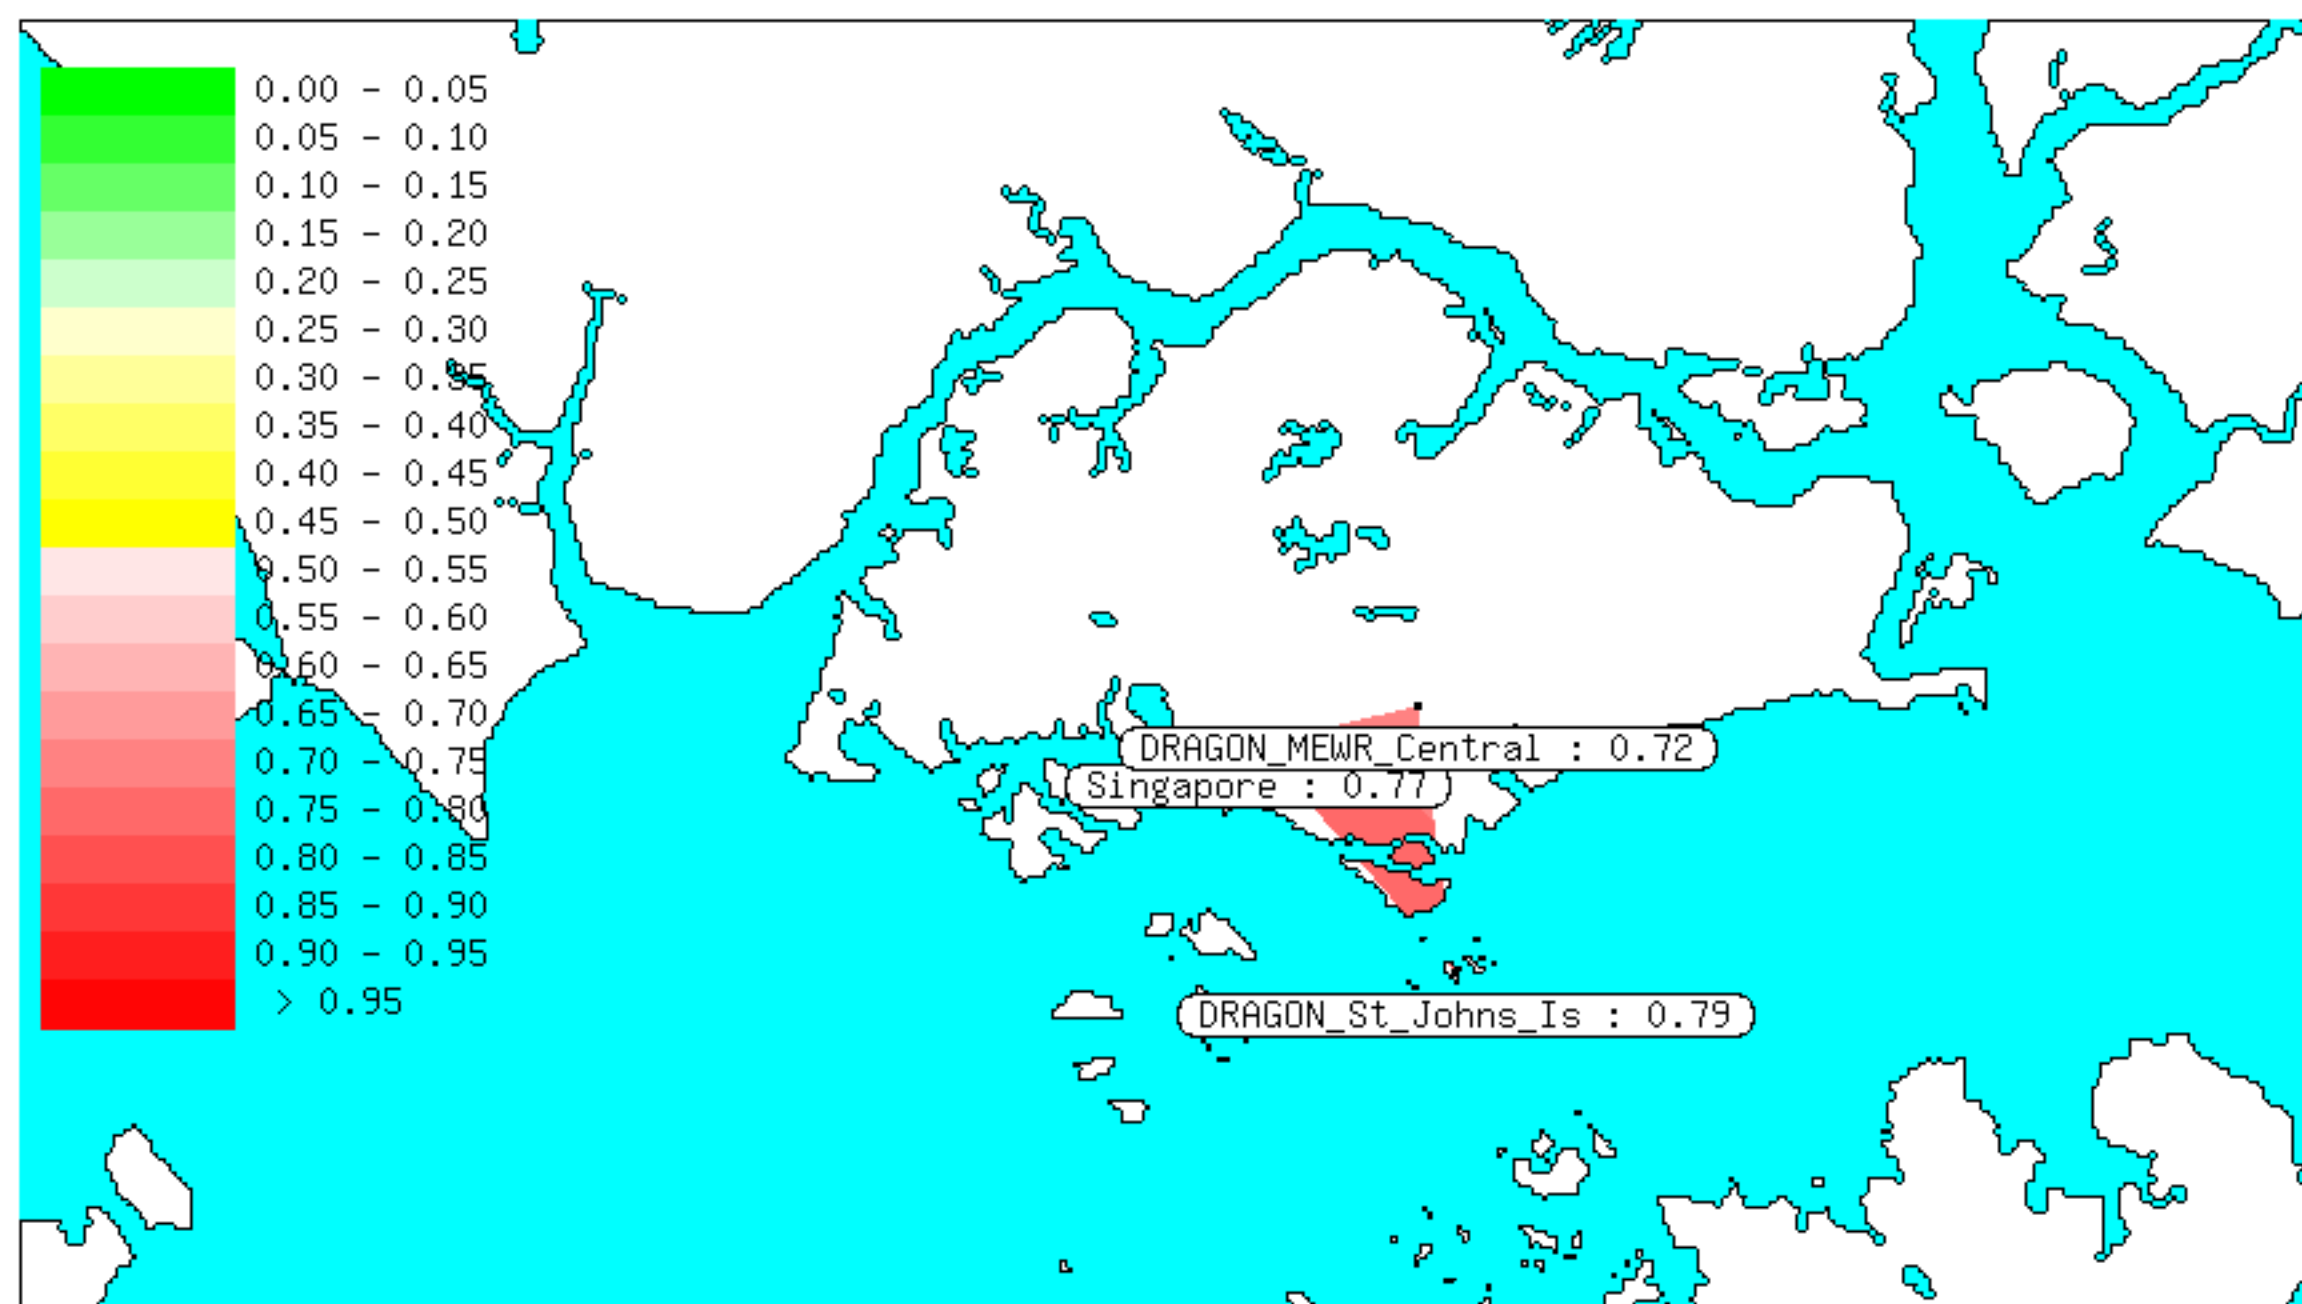 0.00 - 0.05
0.05 - 0.10
0.10 - 0.15
0.15 - 0.20
0.20 - 0.25
0.25 - 0.30
0.30 - 0.35
0.35 - 0.40
0.40 - 0.45
0.45 - 0.50
0.50 - 0.55
0.55 - 0.60
0.60 - 0.65
0.65 - 0.70
0.70 - 0.75
0.75 - 0.80
0.80 - 0.85
0.85 - 0.90
0.90 - 0.95
> 0.95
DRAGON_MEWR_Central : 0.72
Singapore : 0.77
DRAGON_St_Johns_Is : 0.79